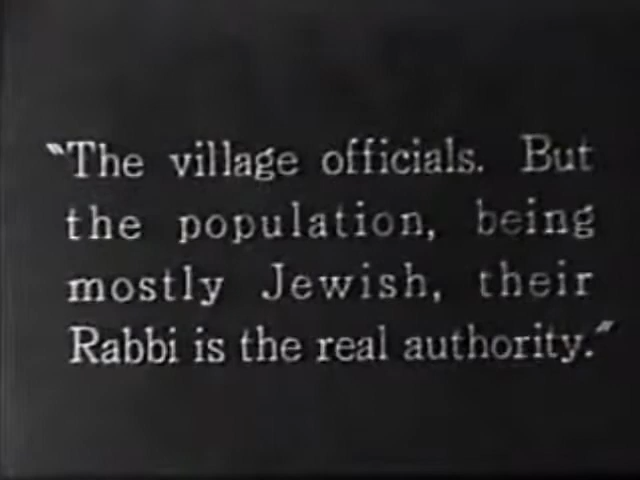 "The village officials. But
the population, being
mostly Jewish, their
Rabbi is the real authority."